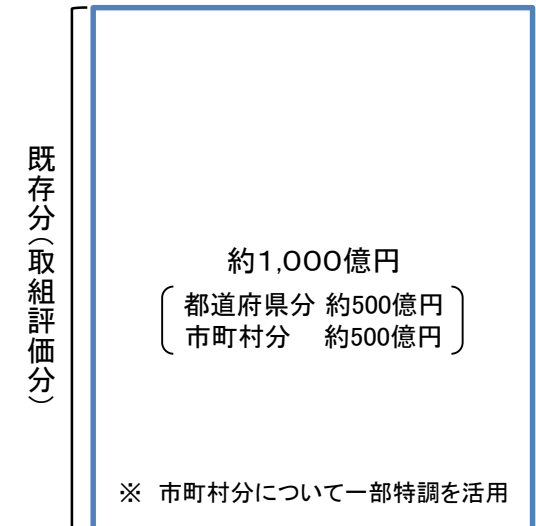 既存分（取組評価分）
約１,０００億円
都道府県分 約500億円
市町村分 約500億円
※ 市町村分について一部特調を活用